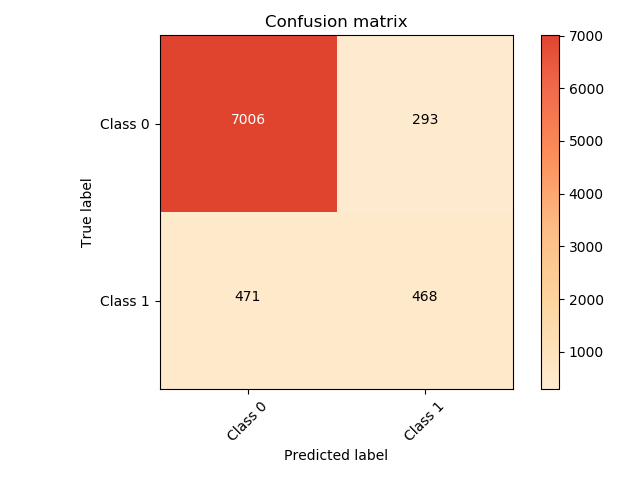 Confusion matrix
Class 0
7006
293
Class 1
471
468
True label
Class 0
Class 1
Predicted label
7000
6000
5000
4000
3000
2000
1000